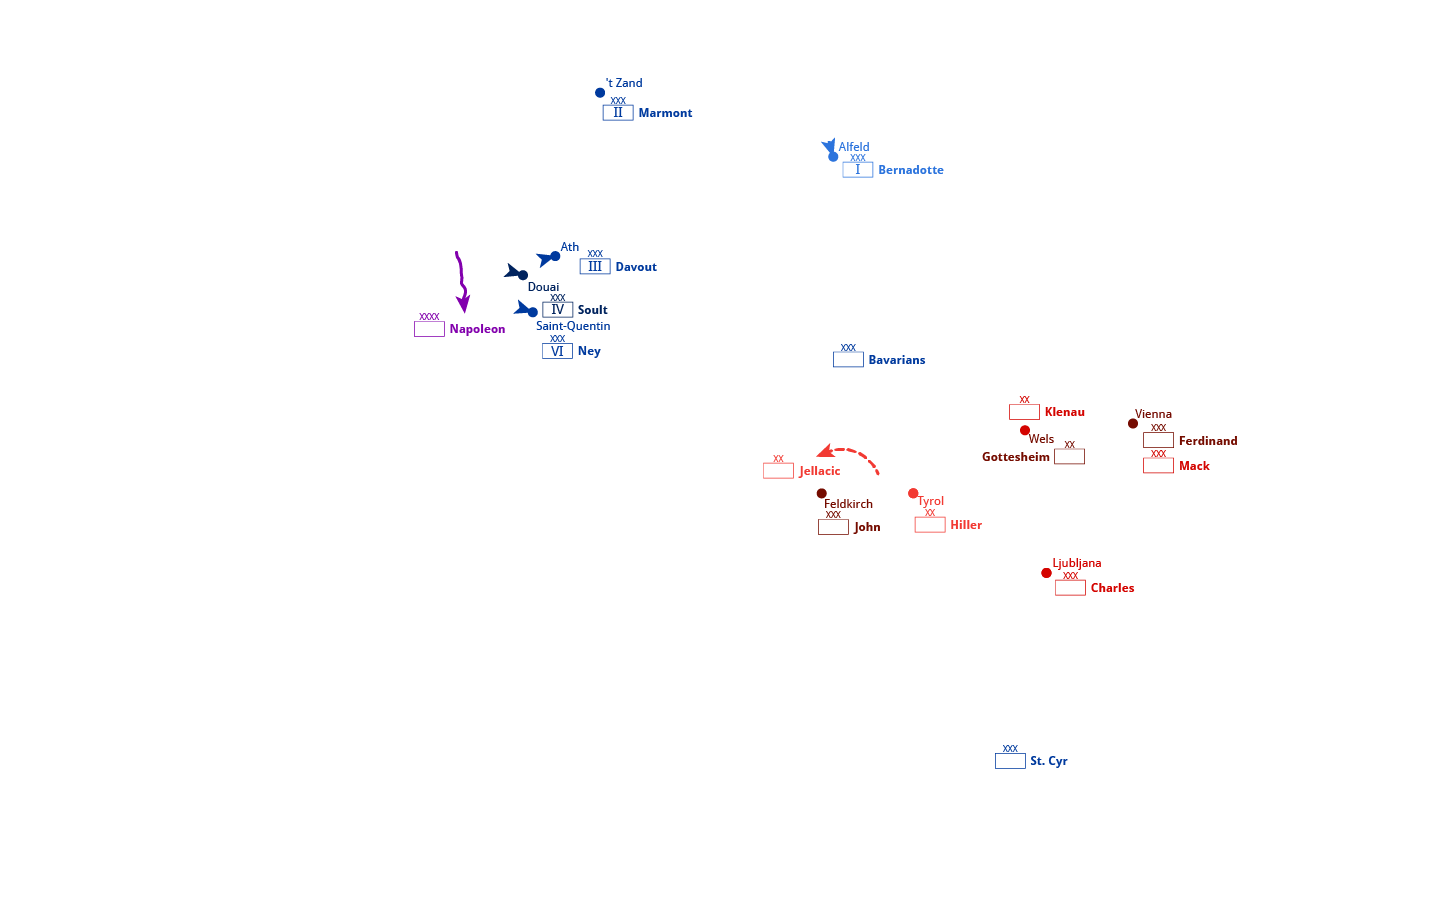 't Zand
XXX
II Marmont
Alfeld
XXX
I Bernadotte
Ath
XXX
III Davout
Douai
XXX
IV Soult
Saint-Quentin
XXX
VI Ney
XXXX
Napoleon
XXX
Bavarians
XX
Klenau
Wels
XX
Gottesheim
Vienna
XXX
Ferdinand
XXX
Mack
XX
Jellacic
Feldkirch
XXX
John
Tyrol
XX
Hiller
Ljubljana
XXX
Charles
XXX
St. Cyr